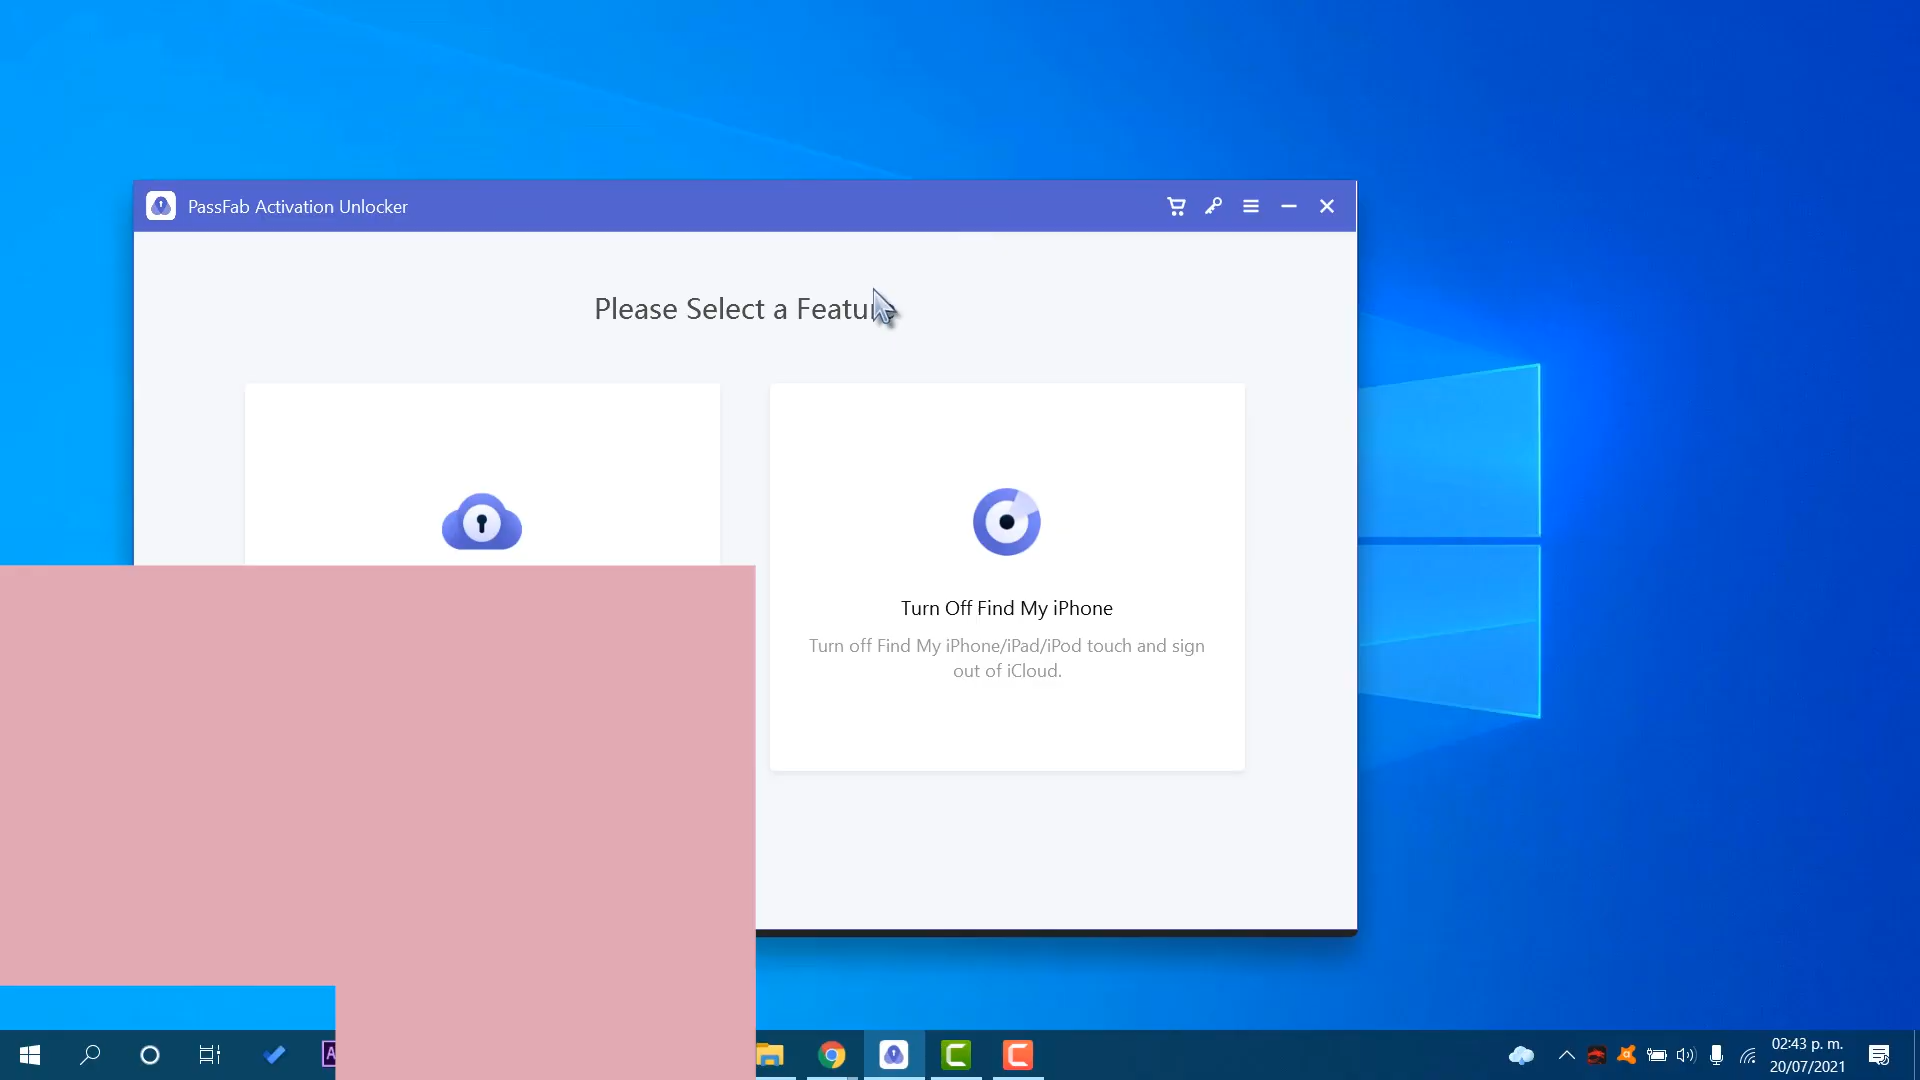 PassFab Activation Unlocker
Please Select a Feature
Turn Off Find My iPhone
Turn off Find My iPhone/iPad/iPod touch and sign
out of iCloud.
02:43 p. m.
20/07/2021